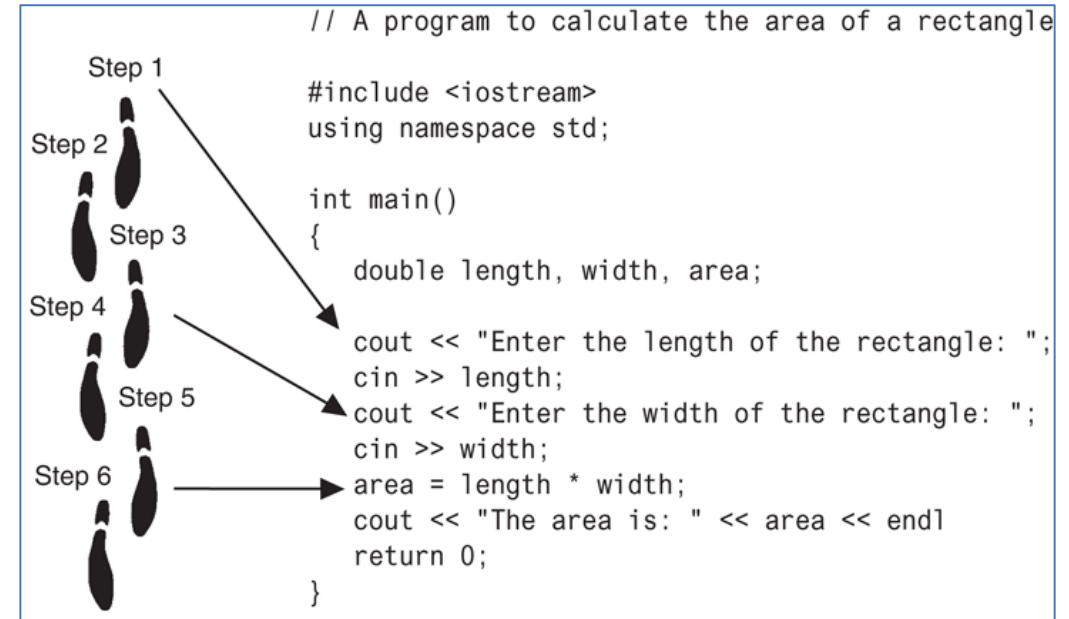 // A program to calculate the area of a rectangle
Step 1
#include <iostream>
using namespace std;
Step 2
int main()
{
Step 3
double length, width, area;
Step 4
cout << "Enter the length of the rectangle: ";
cin >> length;
Step 5
cout << "Enter the width of the rectangle: ";
cin >> width;
Step 6
area = length * width;
cout << "The area is: " << area << endl
return 0;
}